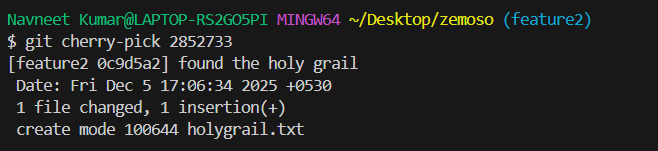 Navneet Kumar@LAPTOP-RS2GO5PI MINGW64 ~/Desktop/zemoso (feature2)
$ git cherry-pick 2852733
[feature2 0c9d5a2] found the holy grail
 Date: Fri Dec 5 17:06:34 2025 +0530
 1 file changed, 1 insertion(+)
 create mode 100644 holygrail.txt